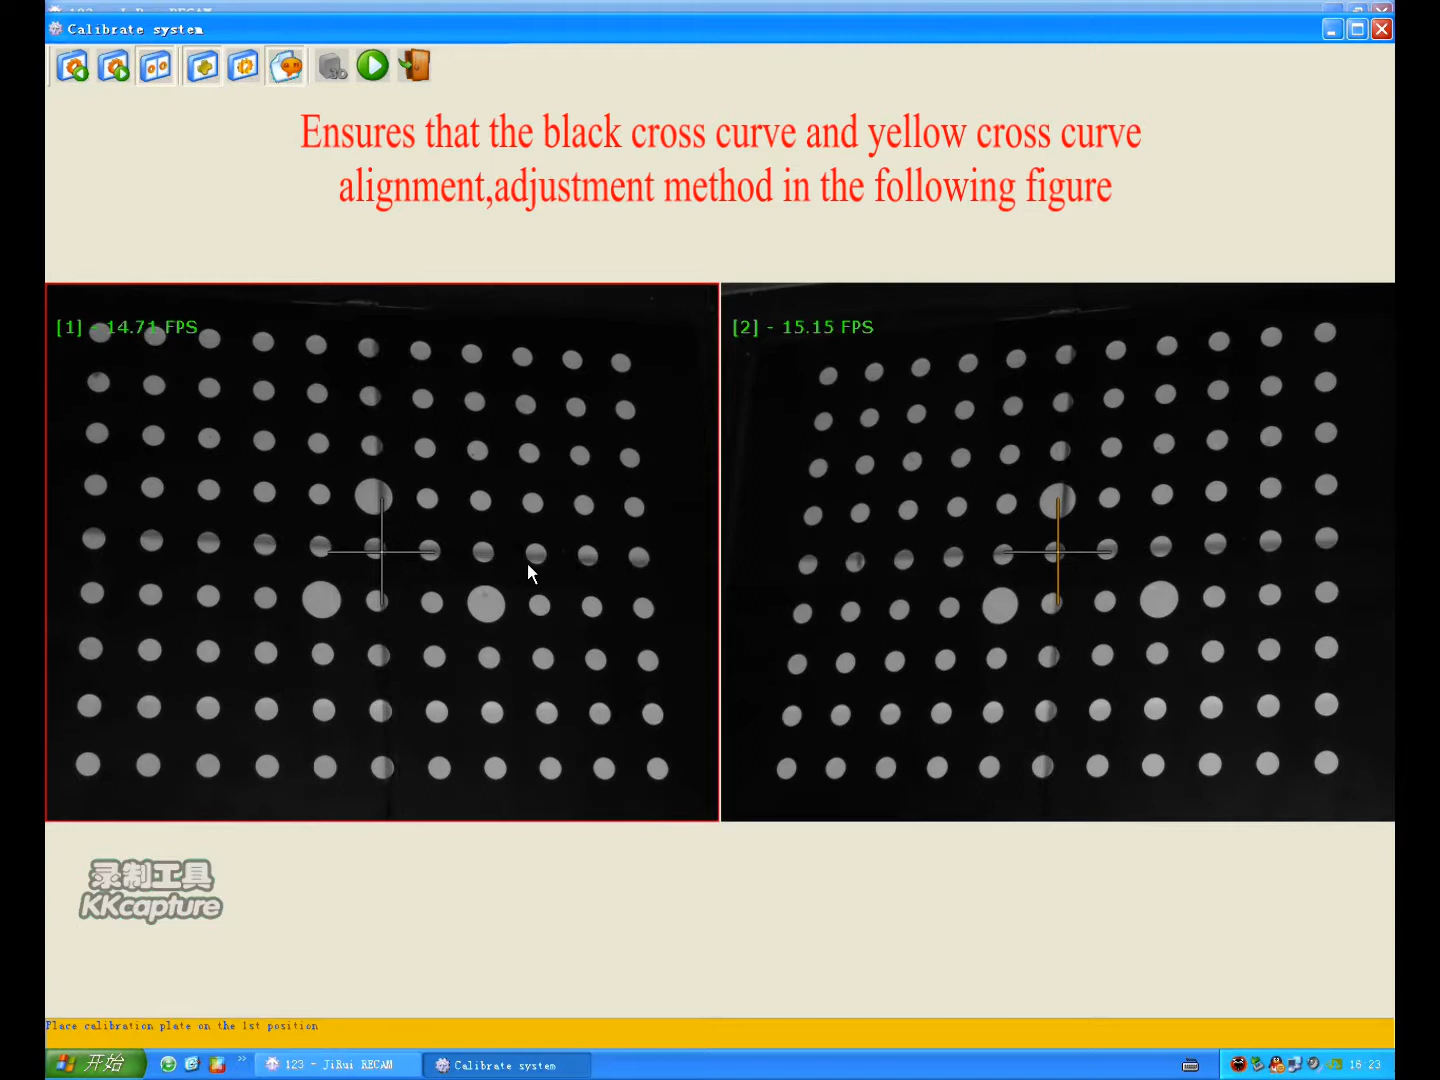 Calibrate system
Ensures that the black cross curve and yellow cross curve
alignment,adjustment method in the following figure
[1] - 14.71 FPS
[2] - 15.15 FPS
录制工具
KKcapture
Place calibration plate on the 1st position
开始
123 - JiRui RECAM
Calibrate system
16:23